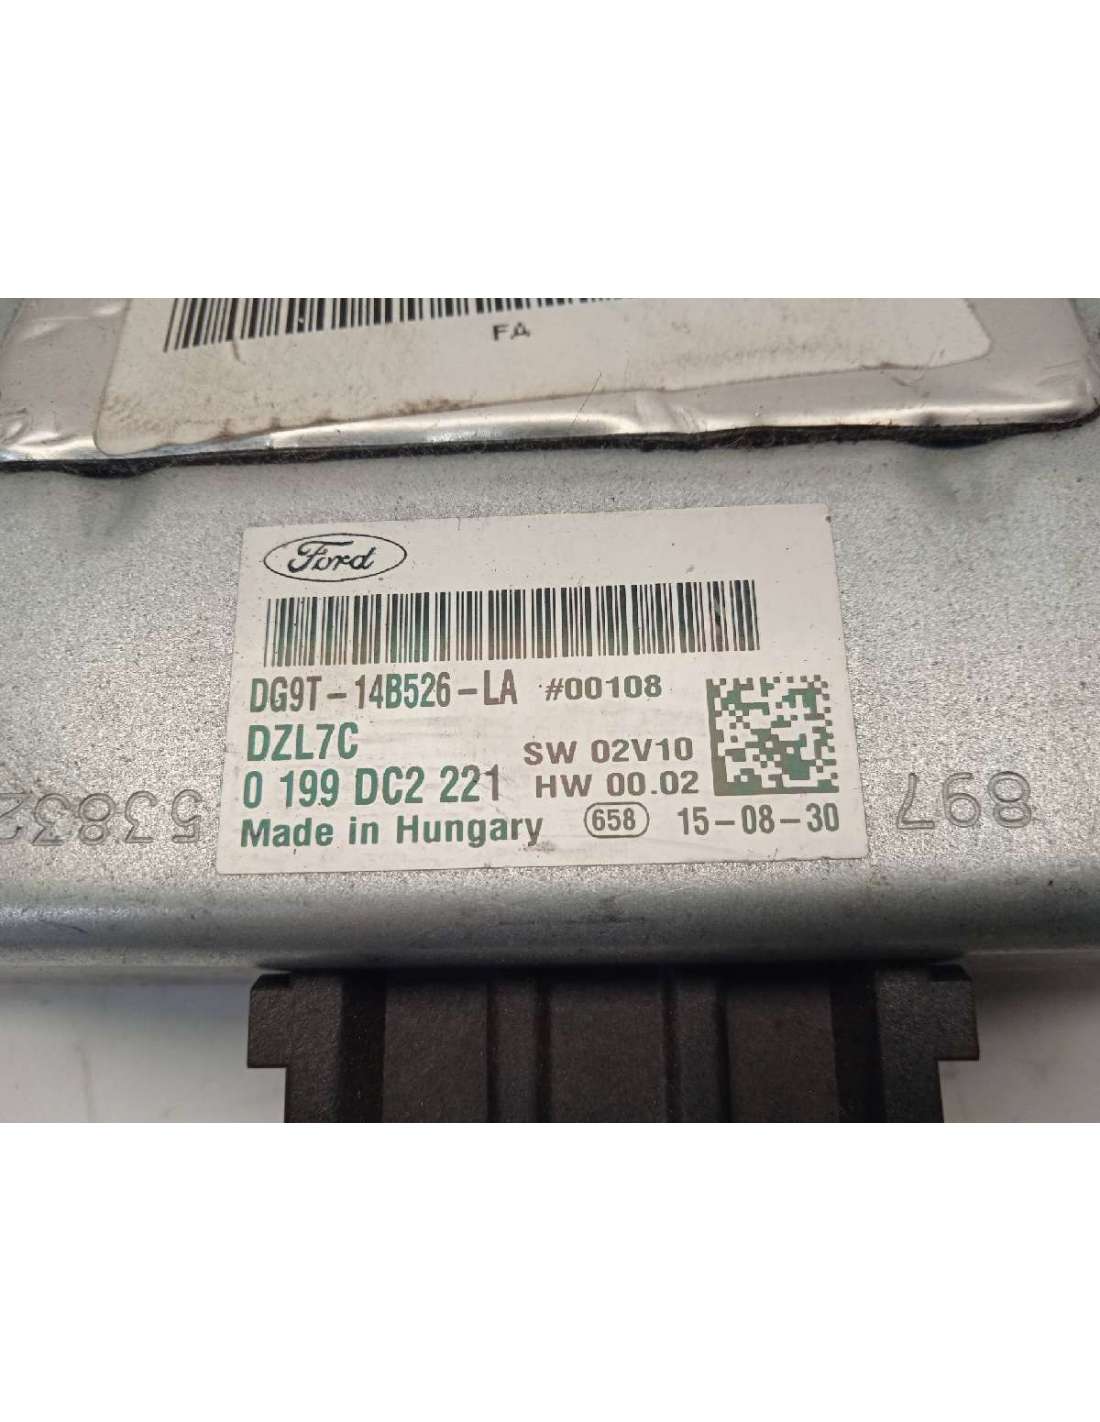 FA
Ford
DG9T-14B526-LA #00108
DZL7C SW 02V10
0 199 DC2 221 HW 00.02
Made in Hungary 658 15-08-30
53832
897